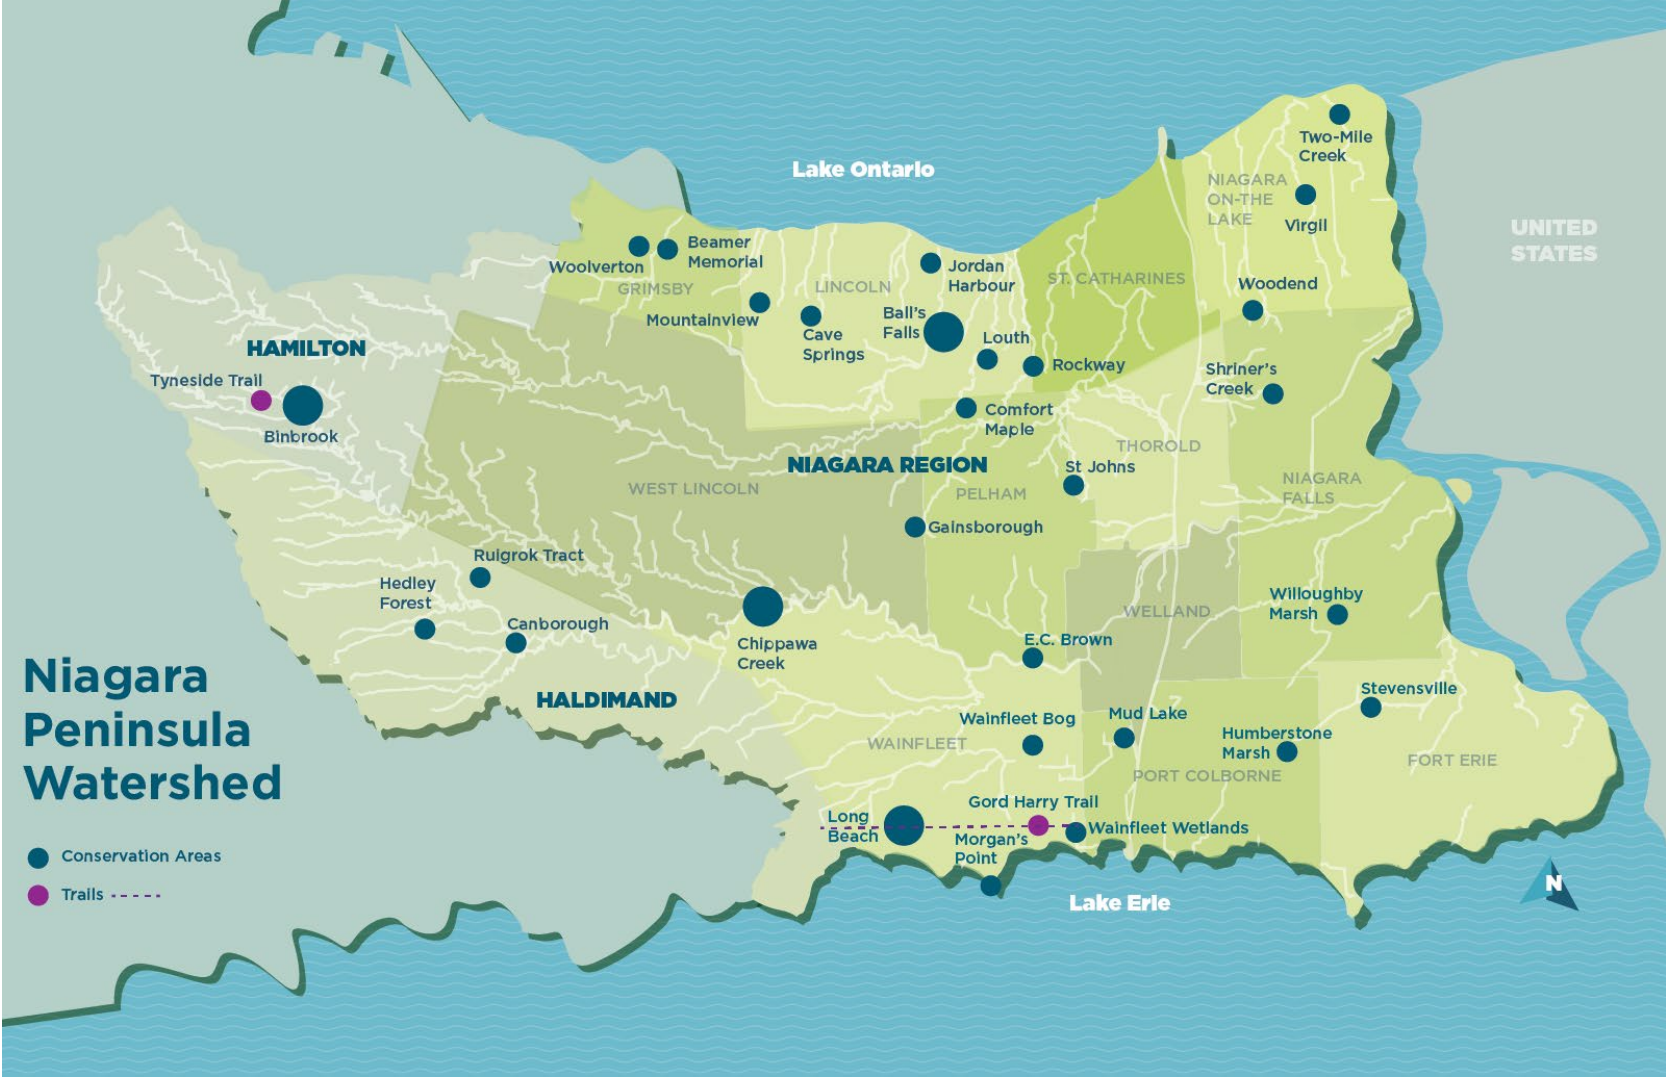 Lake Ontario
Two-Mile
Creek
NIAGARA
ON-THE
LAKE
Virgil
UNITED
STATES
Beamer
Memorial
Woolverton
GRIMSBY
Mountainview
LINCOLN
Jordan
Harbour
ST. CATHARINES
Woodend
Cave
Springs
Ball's
Falls
Louth
Rockway
HAMILTON
Tyneside Trail
Binbrook
Shriner's
Creek
Comfort
Maple
THOROLD
NIAGARA REGION
St Johns
WEST LINCOLN
PELHAM
NIAGARA
FALLS
Gainsborough
Ruigrok Tract
Hedley
Forest
Canborough
Chippawa
Creek
WELLAND
Willoughby
Marsh
E.C. Brown
Niagara
Peninsula
Watershed
HALDIMAND
Stevensville
Wainfleet Bog
Mud Lake
Humberstone
Marsh
WAINFLEET
PORT COLBORNE
FORT ERIE
Gord Harry Trail
Long
Beach
Morgan's
Point
Wainfleet Wetlands
Conservation Areas
Trails
Lake Erie
N